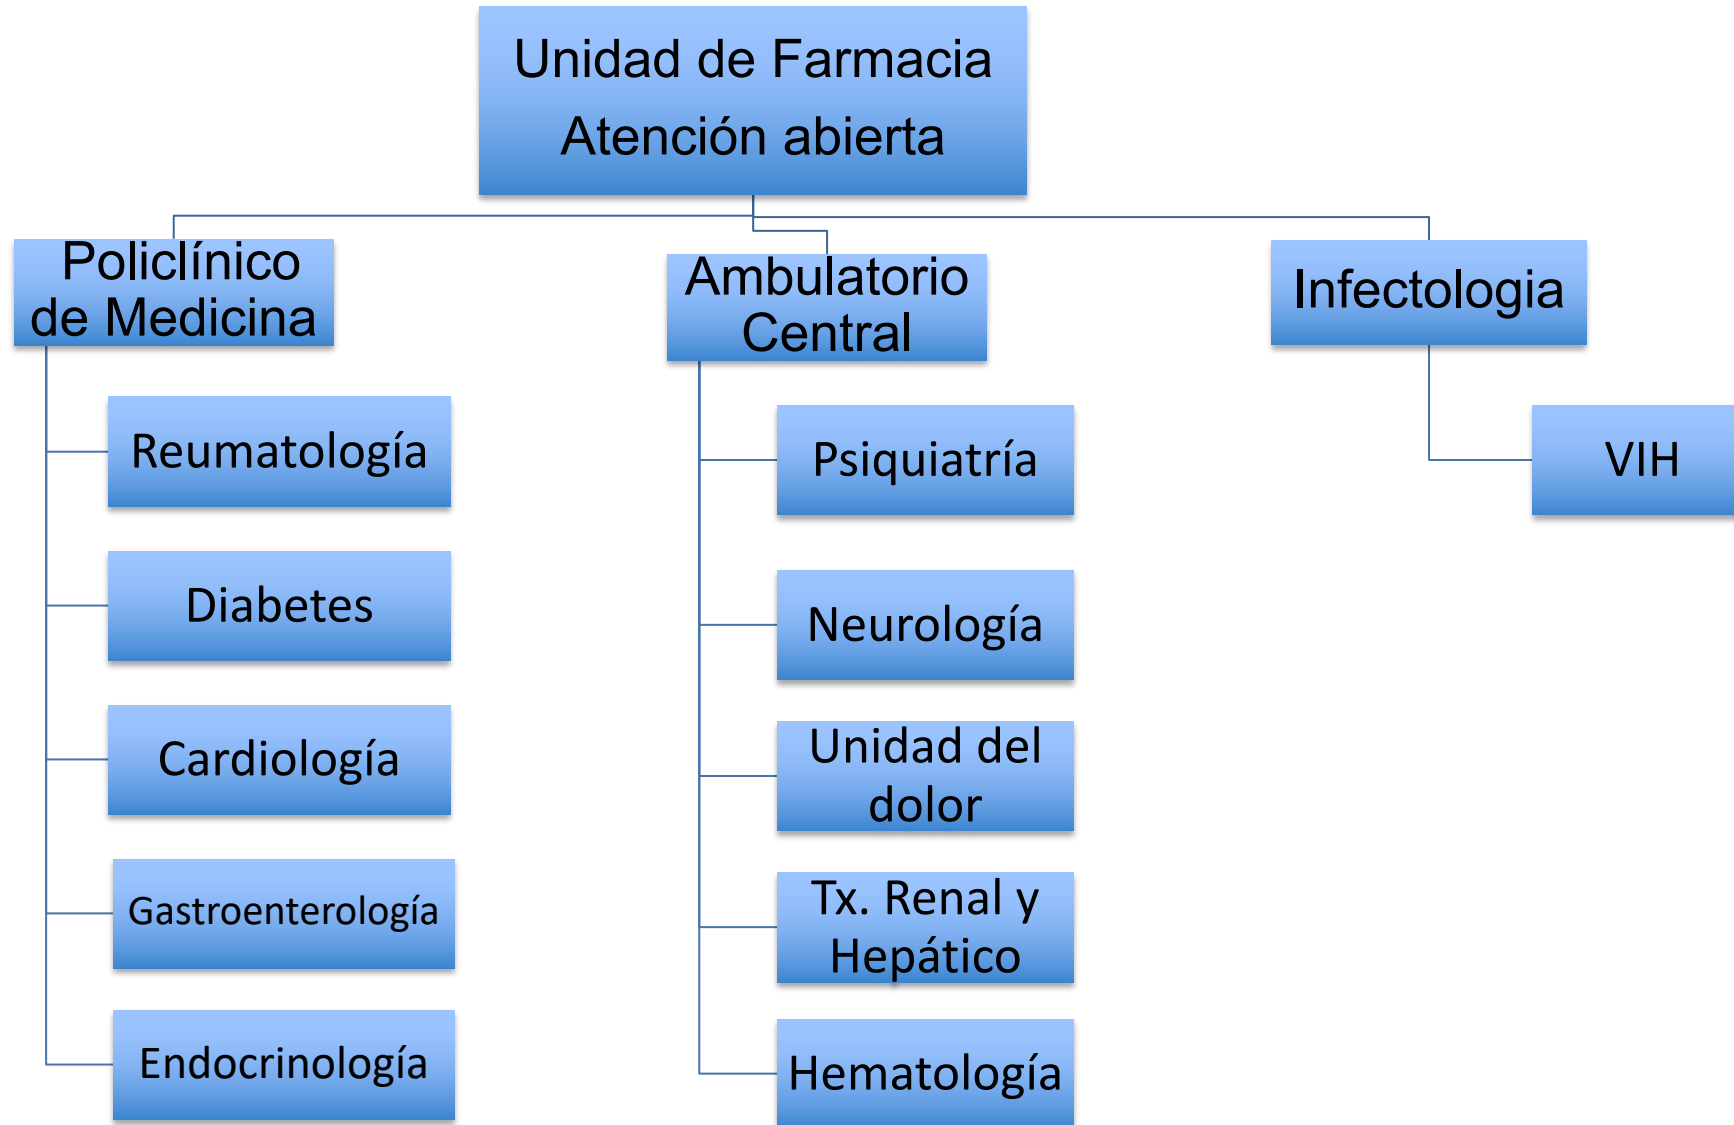 Unidad de Farmacia
Atención abierta
Policlínico
de Medicina
Reumatología
Diabetes
Cardiología
Gastroenterología
Endocrinología
Ambulatorio
Central
Psiquiatría
Neurología
Unidad del
dolor
Tx. Renal y
Hepático
Hematología
Infectologia
VIH